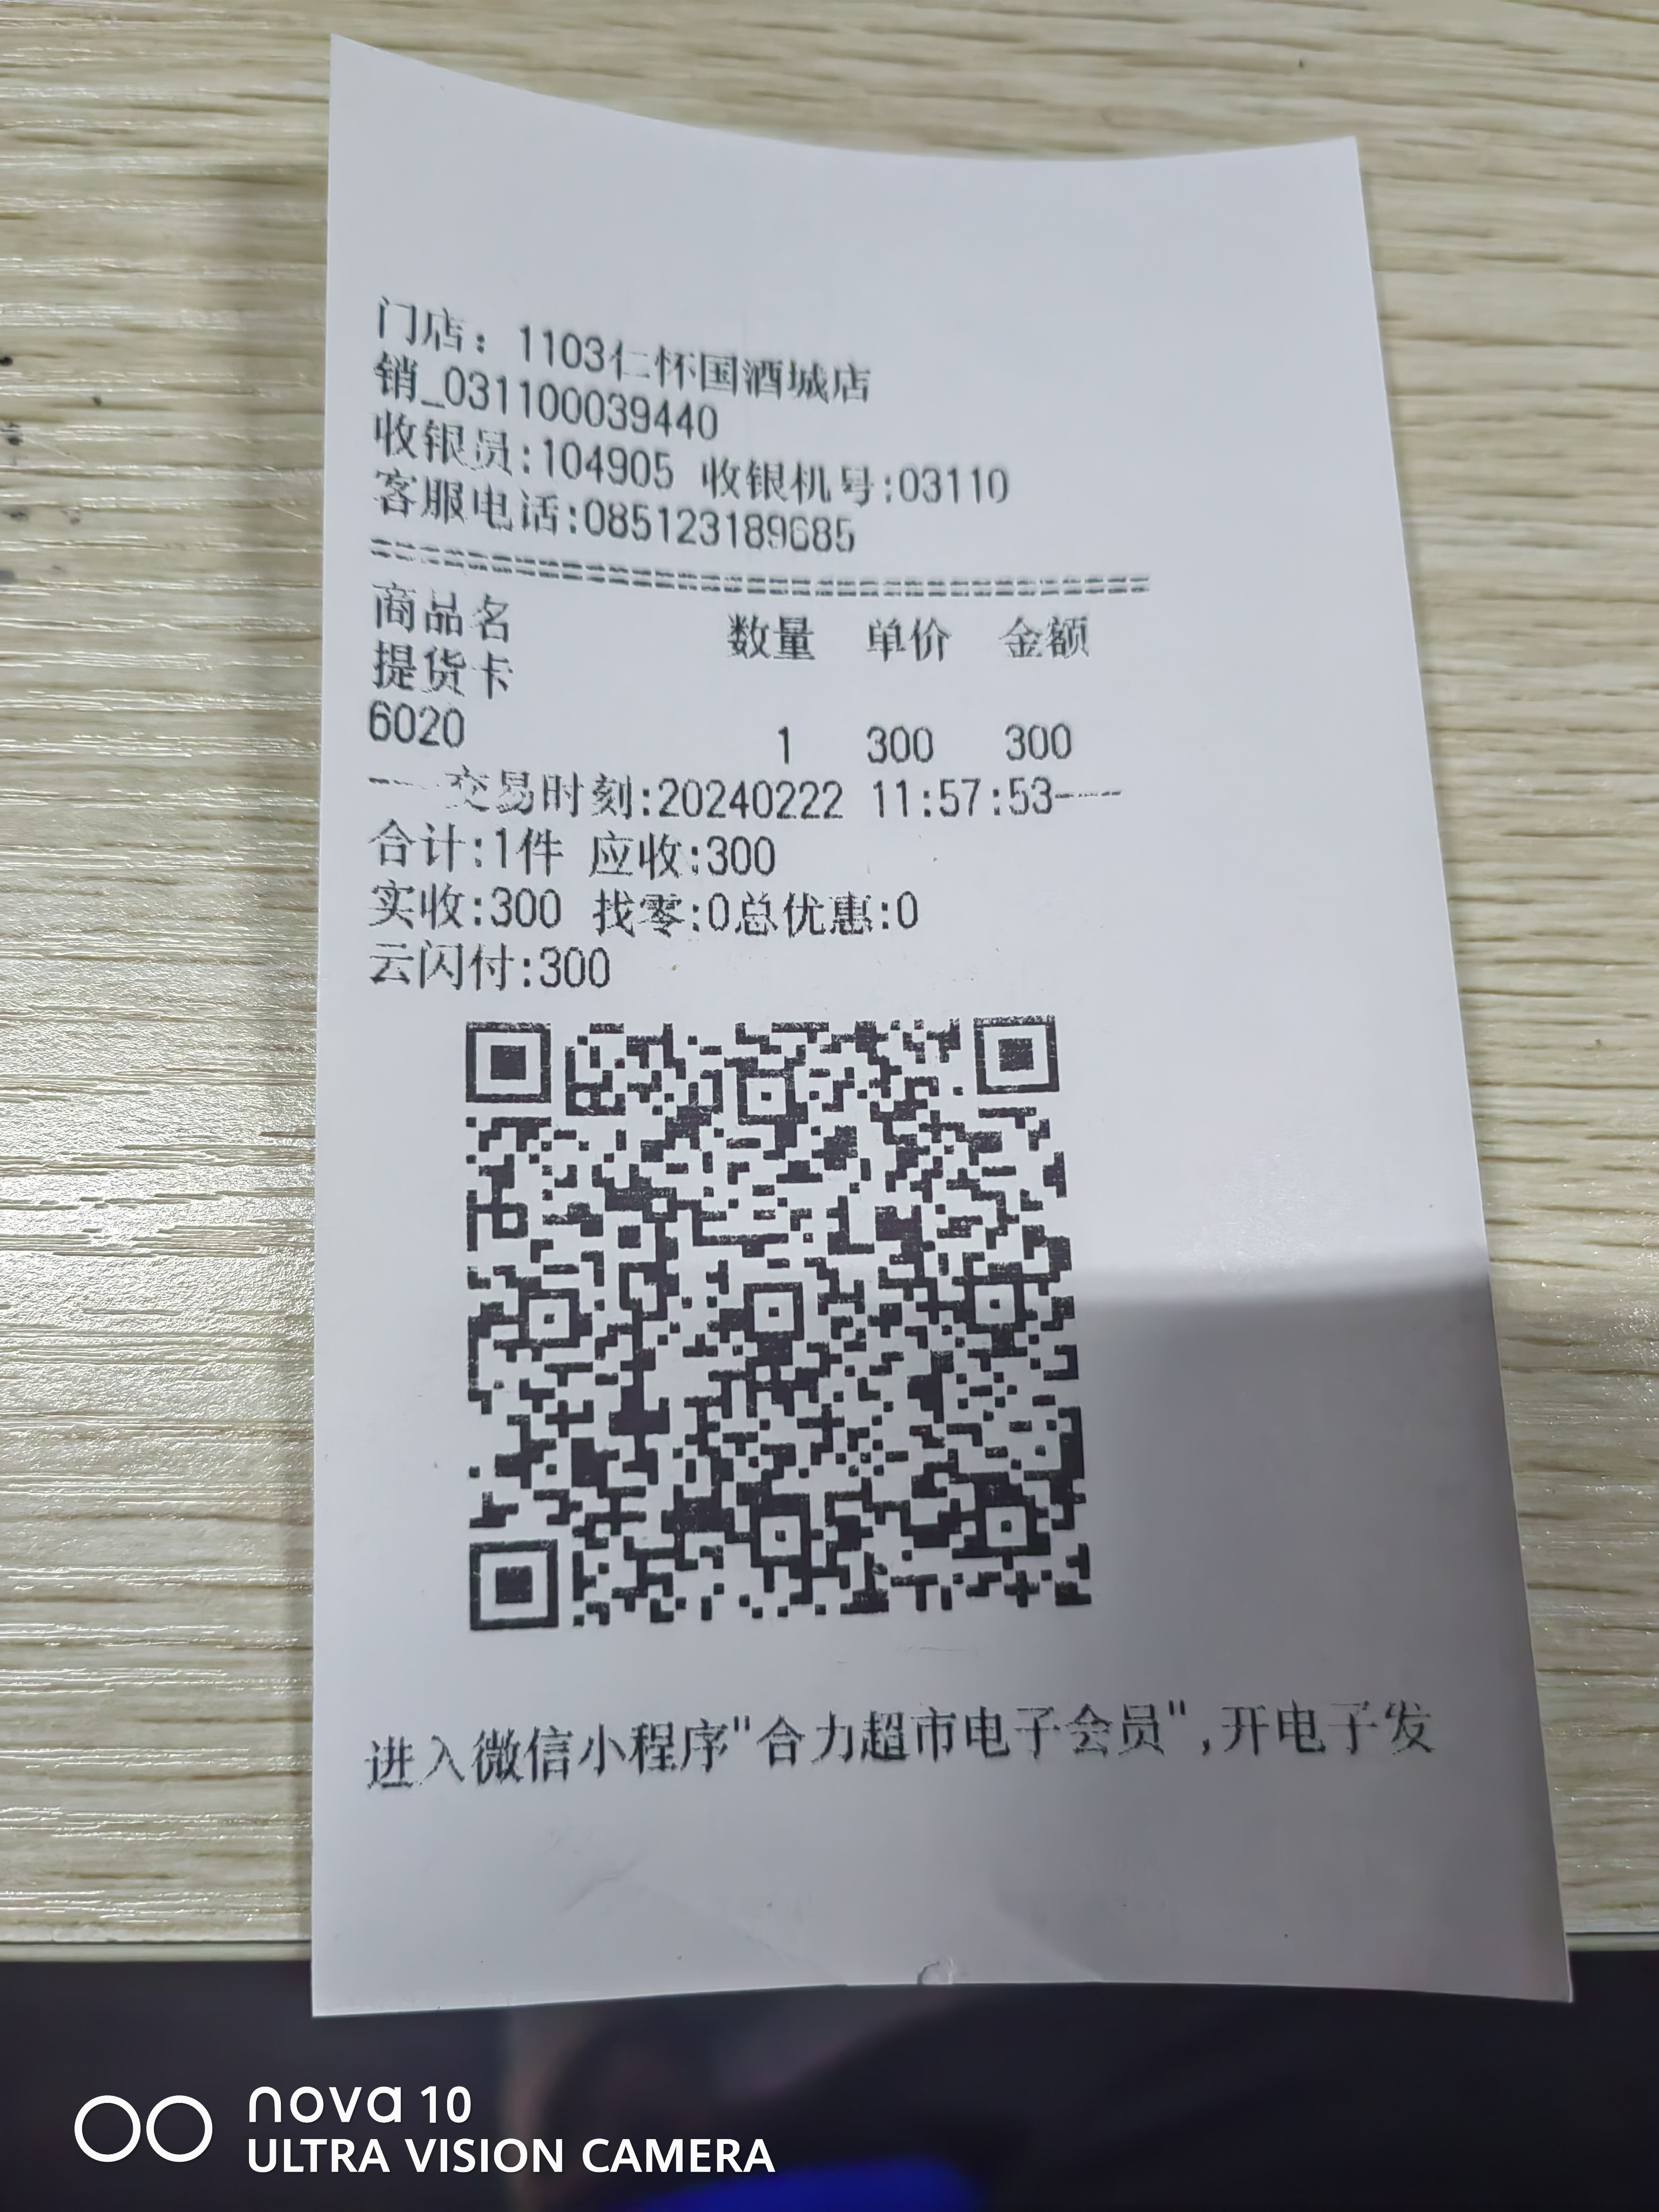 门店：1103仁怀国酒城店
销_031100039440
收银员:104905 收银机号:03110
客服电话:085123189685
==================================
商品名 数量 单价 金额
提货卡
6020 1 300 300
----交易时刻:20240222 11:57:53----
合计:1件 应收:300
实收:300 找零:0总优惠:0
云闪付:300
进入微信小程序"合力超市电子会员",开电子发
nova 10
ULTRA VISION CAMERA